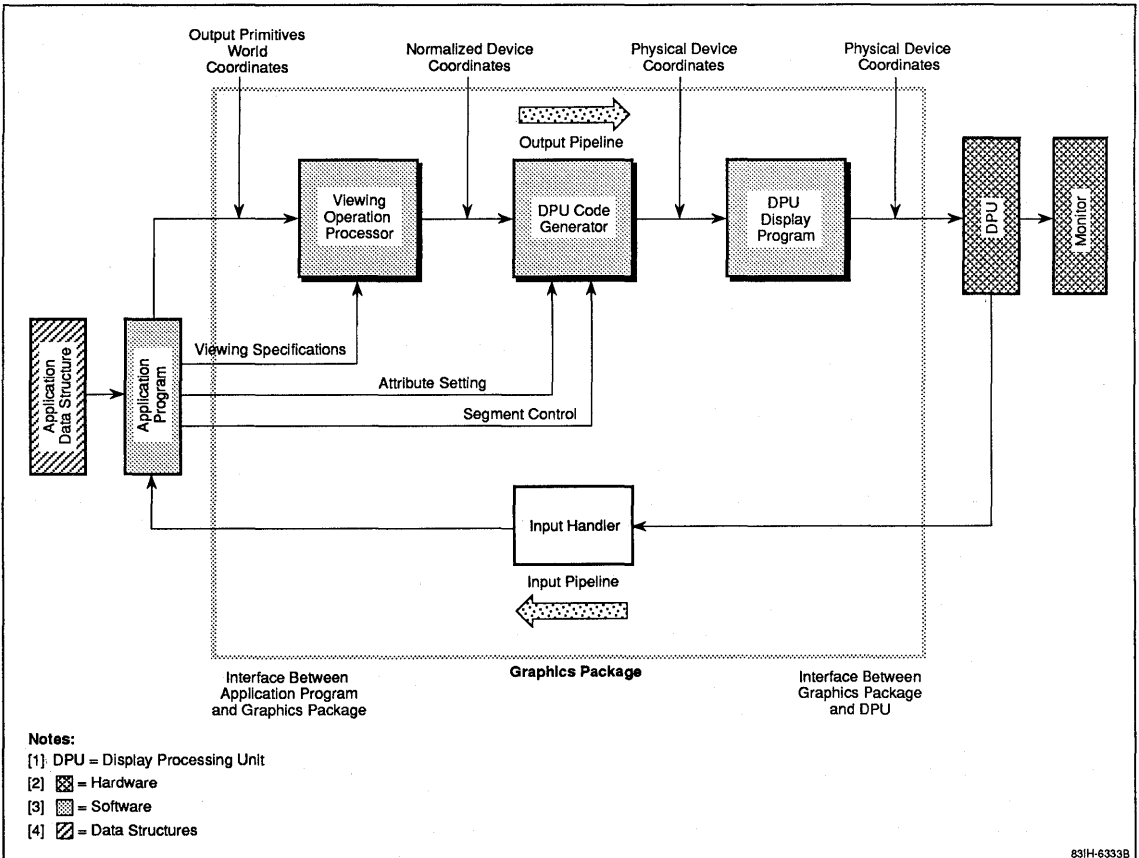 Output Primitives
World
Coordinates
Normalized Device
Coordinates
Physical Device
Coordinates
Physical Device
Coordinates
Output Pipeline
Viewing
Operation
Processor
DPU Code
Generator
DPU
Display
Program
DPU
Monitor
Application
Data Structure
Application
Program
Viewing Specifications
Attribute Setting
Segment Control
Input Handler
Input Pipeline
Graphics Package
Interface Between
Application Program
and Graphics Package
Interface Between
Graphics Package
and DPU
Notes:
[1] DPU = Display Processing Unit
[2] = Hardware
[3] = Software
[4] = Data Structures
83IH-6333B